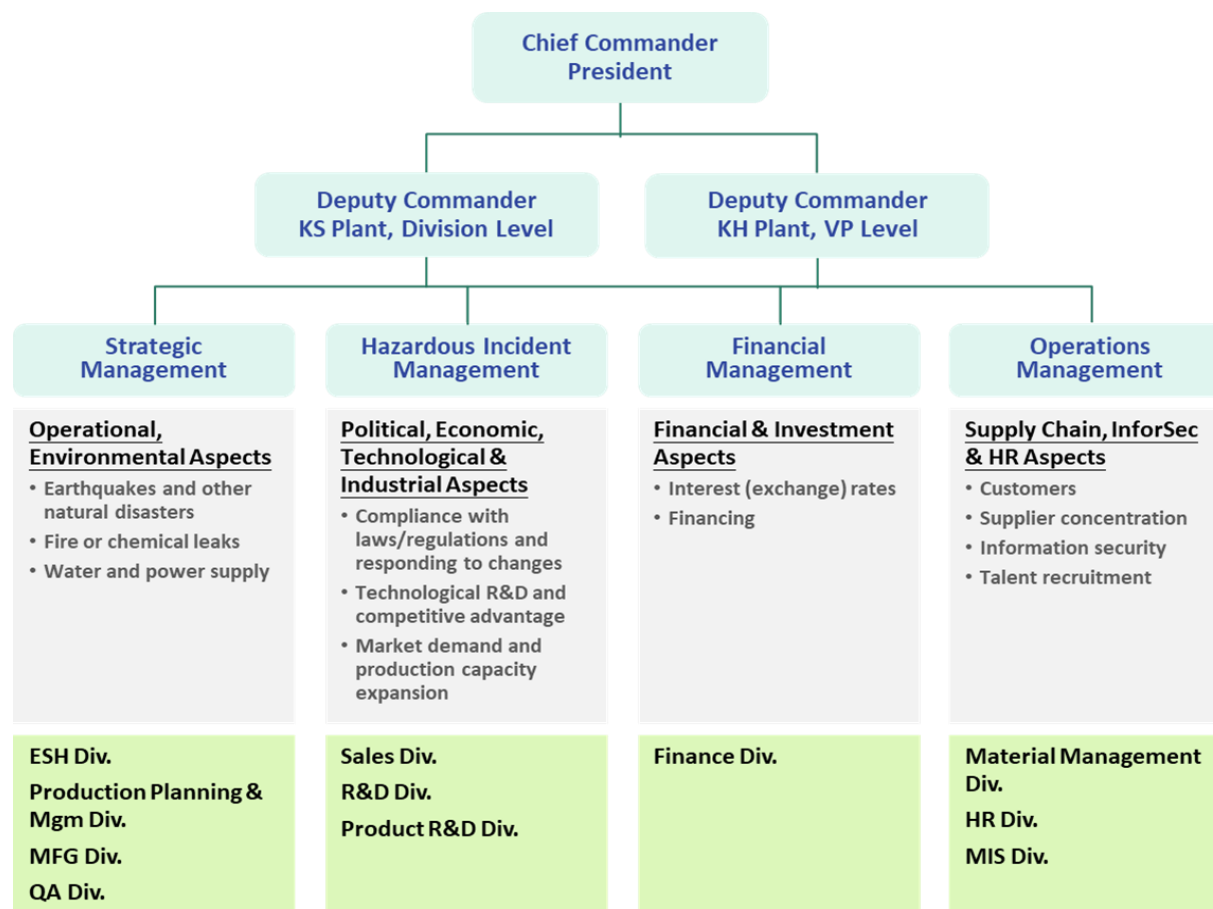 Chief Commander
President
Deputy Commander
KS Plant, Division Level
Deputy Commander
KH Plant, VP Level
Strategic
Management
Hazardous Incident
Management
Financial
Management
Operations
Management
Operational,
Environmental Aspects
• Earthquakes and other
natural disasters
• Fire or chemical leaks
• Water and power supply
Political, Economic,
Technological &
Industrial Aspects
• Compliance with
laws/regulations and
responding to changes
• Technological R&D and
competitive advantage
• Market demand and
production capacity
expansion
Financial & Investment
Aspects
• Interest (exchange) rates
• Financing
Supply Chain, InforSec
& HR Aspects
• Customers
• Supplier concentration
• Information security
• Talent recruitment
ESH Div.
Production Planning &
Mgm Div.
MFG Div.
QA Div.
Sales Div.
R&D Div.
Product R&D Div.
Finance Div.
Material Management
Div.
HR Div.
MIS Div.